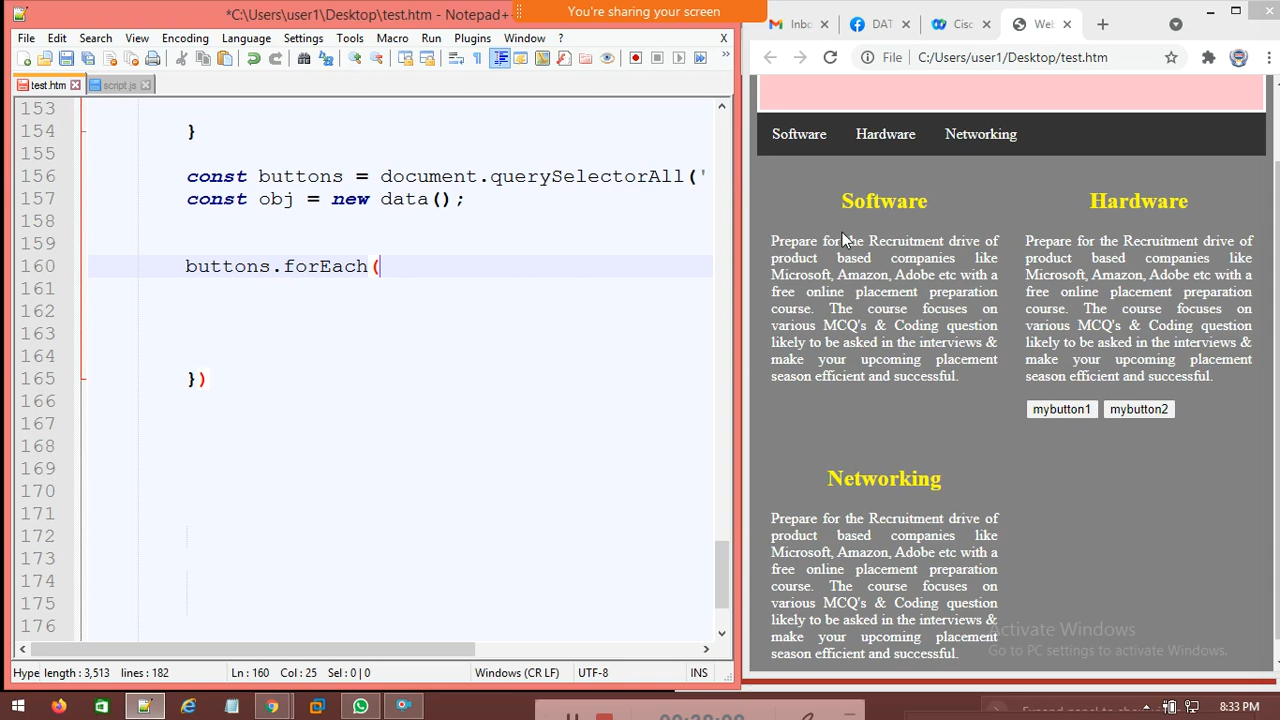 *C:\Users\user1\Desktop\test.htm - Notepad+
You're sharing your screen
File Edit Search View Encoding Language Settings Tools Macro Run Plugins Window ? X
test.htm script.js
153
154 }
155
156 const buttons = document.querySelectorAll('
157 const obj = new data();
158
159
160 buttons.forEach(
161
162
163
164
165 })
166
167
168
169
170
171
172
173
174
175
176
Hype length : 3,513 lines : 182 Ln : 160 Col : 25 Sel : 0 | 0 Windows (CR LF) UTF-8 INS
Inbo DAT Cisc Wel
File C:/Users/user1/Desktop/test.htm
Software Hardware Networking
Software
Prepare for the Recruitment drive of
product based companies like
Microsoft, Amazon, Adobe etc with a
free online placement preparation
course. The course focuses on
various MCQ's & Coding question
likely to be asked in the interviews &
make your upcoming placement
season efficient and successful.
Hardware
Prepare for the Recruitment drive of
product based companies like
Microsoft, Amazon, Adobe etc with a
free online placement preparation
course. The course focuses on
various MCQ's & Coding question
likely to be asked in the interviews &
make your upcoming placement
season efficient and successful.
mybutton1 mybutton2
Networking
Prepare for the Recruitment drive of
product based companies like
Microsoft, Amazon, Adobe etc with a
free online placement preparation
course. The course focuses on
various MCQ's & Coding question
likely to be asked in the interviews &
make your upcoming placement
season efficient and successful.
Activate Windows
Go to PC settings to activate Windows.
8:33 PM